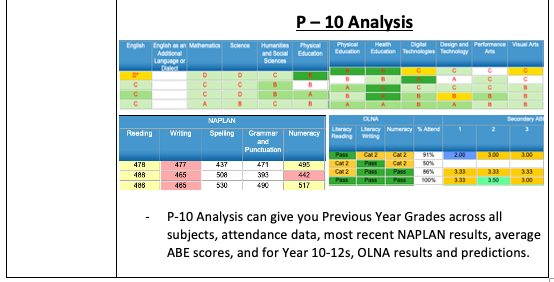 P – 10 Analysis
English English as an Additional Language or Dialect Mathematics Science Humanities and Social Sciences Physical Education Physical Education Health Education Digital Technologies Design and Technology Performance Arts Visual Arts
D* D D C C C C
C C C B B B B A C C
C C D B A A C C C C
C A B C B A A B A B B
NAPLAN
OLNA Secondary
Reading Writing Spelling Grammar and Punctuation Numeracy Literacy Reading Literacy Writing Numeracy % Attend 1 2 3
478 477 437 471 495 Pass Cat 2 Cat 2 91% 2.00 3.00 3.00
Cat 2 Pass Cat 2 50%
488 465 508 393 442 Cat 2 Pass Pass 86% 3.33 3.33 3.33
486 465 530 490 517 Pass Pass Pass 100% 3.33 3.50 3.00
- P-10 Analysis can give you Previous Year Grades across all
subjects, attendance data, most recent NAPLAN results, average
ABE scores, and for Year 10-12s, OLNA results and predictions.